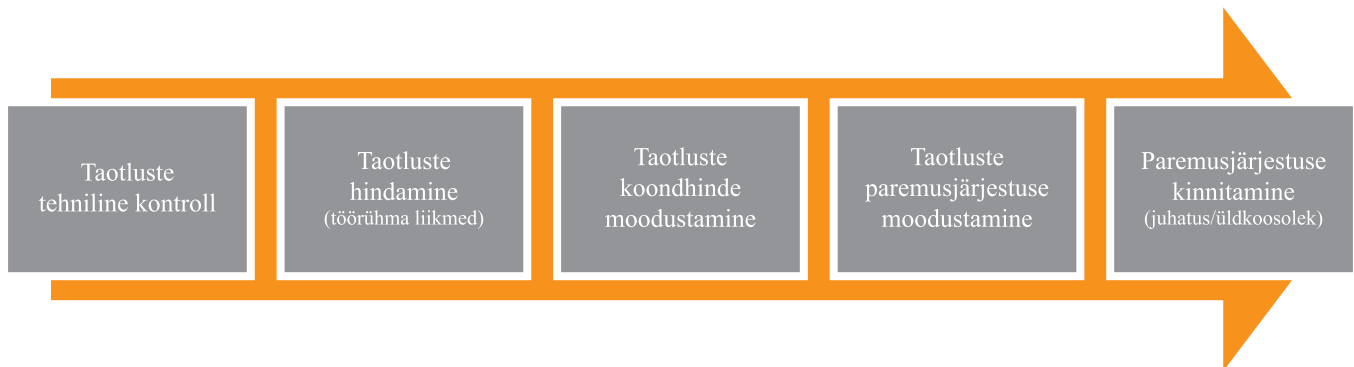 Taotluste
tehniline kontroll
Taotluste
hindamine
(töörühma liikmed)
Taotluste
koondhinde
moodustamine
Taotluste
paremusjärjestuse
moodustamine
Paremusjärjestuse
kinnitamine
(juhatus/üldkoosolek)